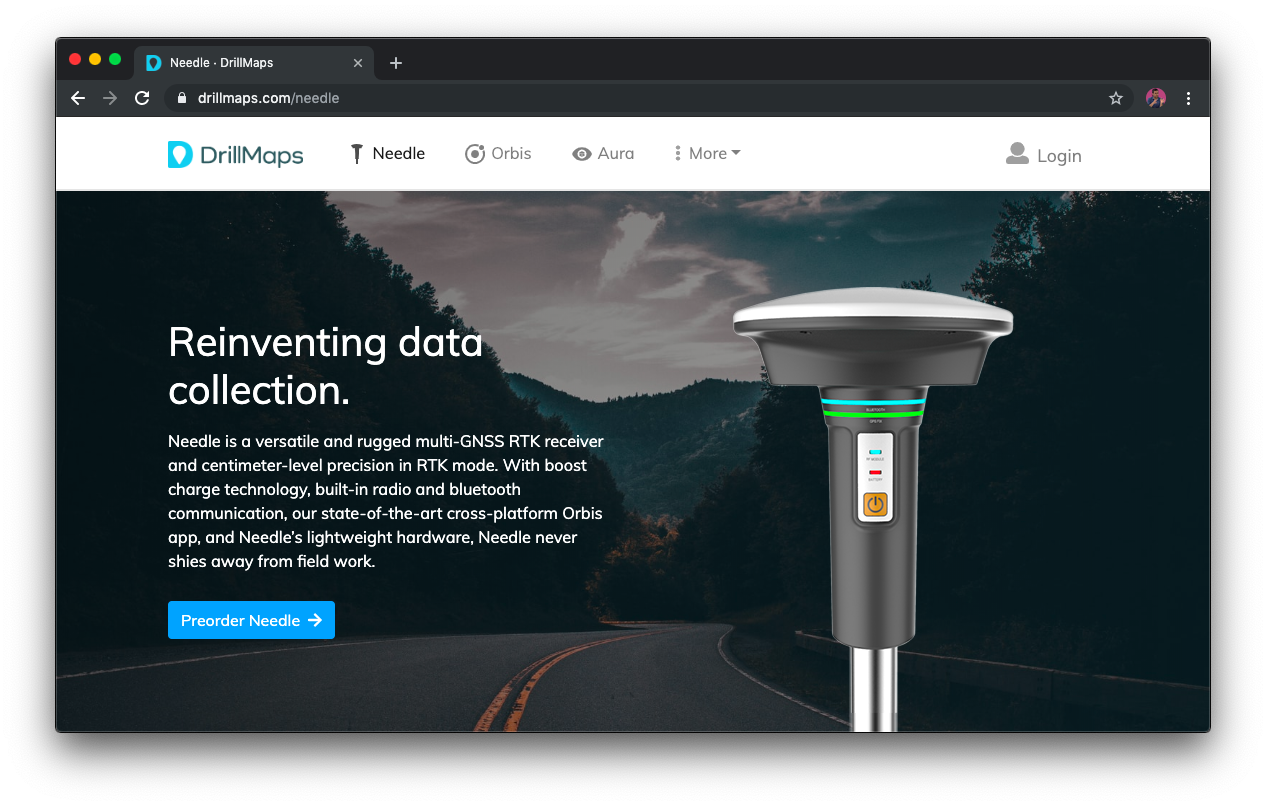 Needle · DrillMaps
drillmaps.com/needle
DrillMaps
Needle
Orbis
Aura
More
Login
Reinventing data
collection.
Needle is a versatile and rugged multi-GNSS RTK receiver
and centimeter-level precision in RTK mode. With boost
charge technology, built-in radio and bluetooth
communication, our state-of-the-art cross-platform Orbis
app, and Needle's lightweight hardware, Needle never
shies away from field work.
Preorder Needle
BLUETOOTH
BATTERY